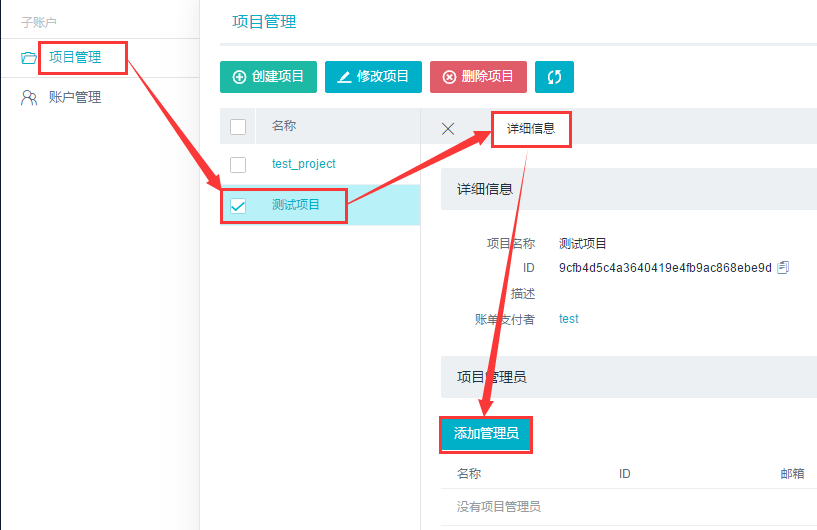 子账户
项目管理
账户管理
项目管理
创建项目 修改项目 删除项目
名称
test_project
测试项目
详细信息
详细信息
项目名称 测试项目
ID 9cfb4d5c4a3640419e4fb9ac868ebe9d
描述
账单支付者 test
项目管理员
添加管理员
名称 ID 邮箱
没有项目管理员